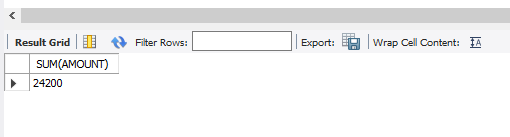 Result Grid Filter Rows: Export: Wrap Cell Content:
SUM(AMOUNT)
24200